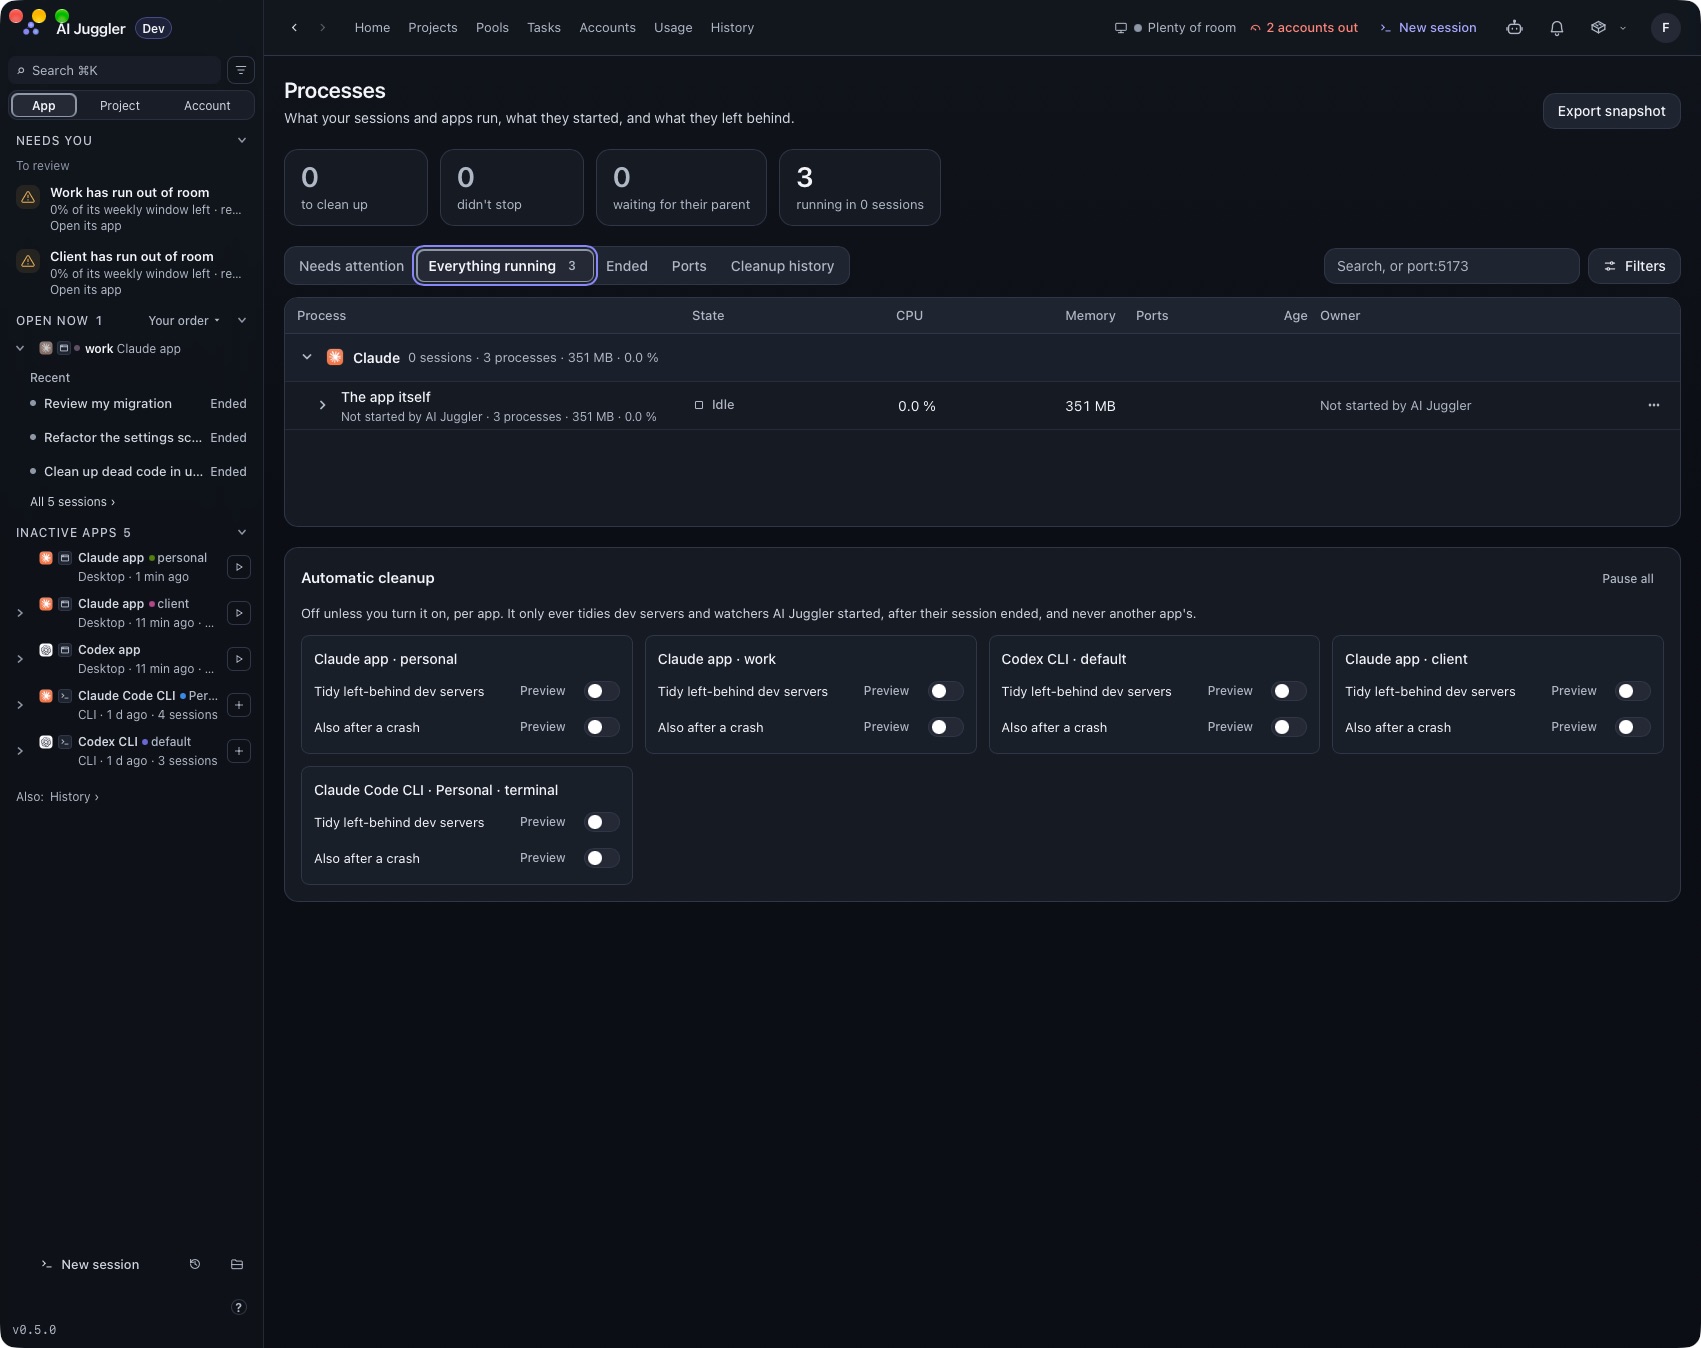 AI Juggler Dev
Search ⌘K
App Project Account
NEEDS YOU
To review
Work has run out of room
0% of its weekly window left · re...
Open its app
Client has run out of room
0% of its weekly window left · re...
Open its app
OPEN NOW 1 Your order
work Claude app
Recent
Review my migration Ended
Refactor the settings sc... Ended
Clean up dead code in u... Ended
All 5 sessions ›
INACTIVE APPS 5
Claude app personal
Desktop · 1 min ago
Claude app client
Desktop · 11 min ago · ...
Codex app
Desktop · 11 min ago · ...
Claude Code CLI Per...
CLI · 1 d ago · 4 sessions
Codex CLI default
CLI · 1 d ago · 3 sessions
Also: History ›
New session
?
v0.5.0
Home Projects Pools Tasks Accounts Usage History
Plenty of room 2 accounts out New session F
Processes
What your sessions and apps run, what they started, and what they left behind.
Export snapshot
0 0 0 3
to clean up didn't stop waiting for their parent running in 0 sessions
Needs attention Everything running 3 Ended Ports Cleanup history
Search, or port:5173 Filters
Process State CPU Memory Ports Age Owner
Claude 0 sessions · 3 processes · 351 MB · 0.0 %
The app itself
Not started by AI Juggler · 3 processes · 351 MB · 0.0 %
Idle 0.0 % 351 MB Not started by AI Juggler ···
Automatic cleanup Pause all
Off unless you turn it on, per app. It only ever tidies dev servers and watchers AI Juggler started, after their session ended, and never another app's.
Claude app · personal
Tidy left-behind dev servers Preview
Also after a crash Preview
Claude app · work
Tidy left-behind dev servers Preview
Also after a crash Preview
Codex CLI · default
Tidy left-behind dev servers Preview
Also after a crash Preview
Claude app · client
Tidy left-behind dev servers Preview
Also after a crash Preview
Claude Code CLI · Personal · terminal
Tidy left-behind dev servers Preview
Also after a crash Preview